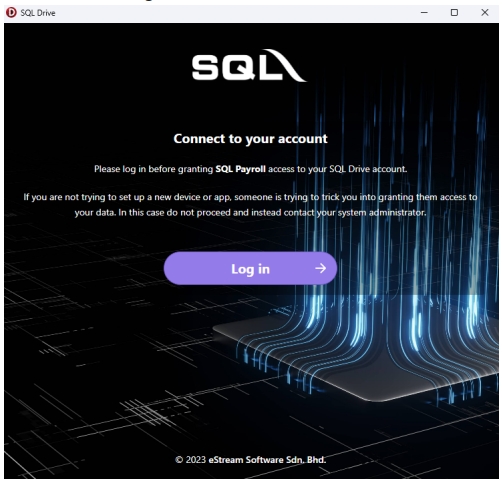 SQL Drive
SQL
Connect to your account
Please log in before granting SQL Payroll access to your SQL Drive account.
If you are not trying to set up a new device or app, someone is trying to trick you into granting them access to
your data. In this case do not proceed and instead contact your system administrator.
Log in
© 2023 eStream Software Sdn. Bhd.